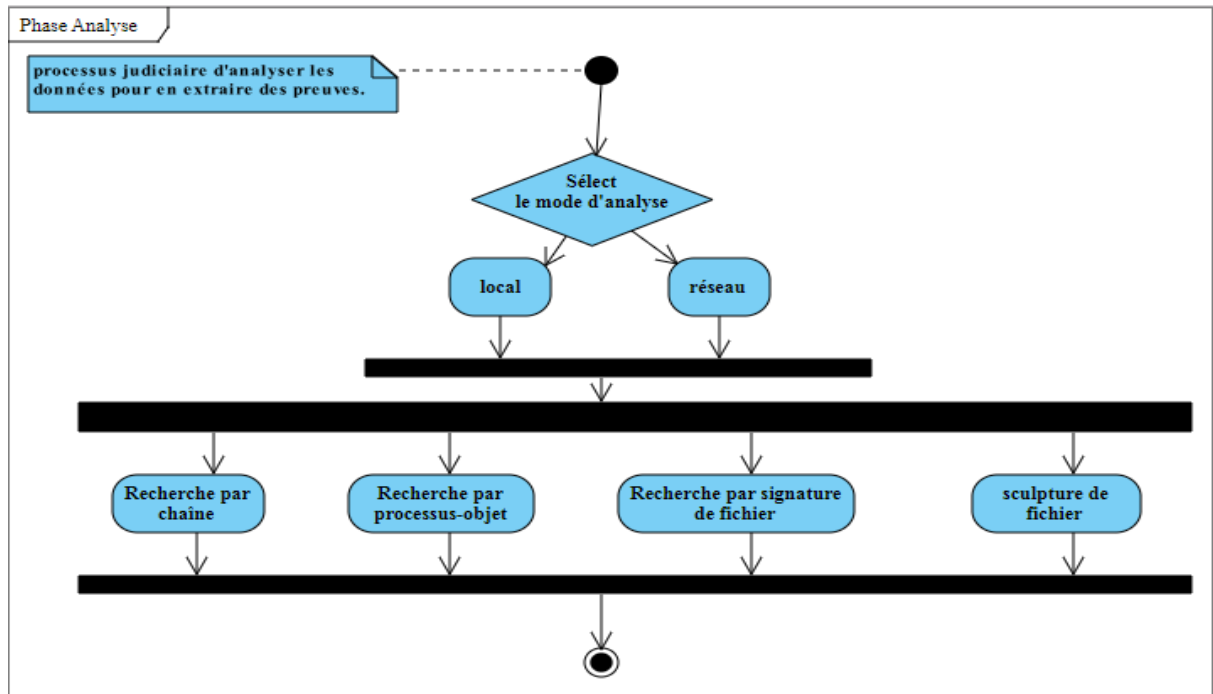 Phase Analyse
processus judiciaire d'analyser les
données pour en extraire des preuves.
Sélect
le mode d'analyse
local
réseau
Recherche par
chaîne
Recherche par
processus-objet
Recherche par signature
de fichier
sculpture de
fichier